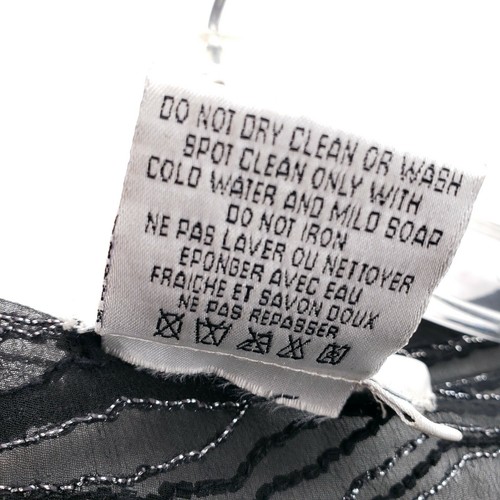 DO NOT DRY CLEAN OR WASH
SPOT CLEAN ONLY WITH
COLD WATER AND MILD SOAP
DO NOT IRON
NE PAS LAVER OU NETTOYER
EPONGER AVEC EAU
FRAICHE ET SAVON DOUX
NE PAS REPASSER